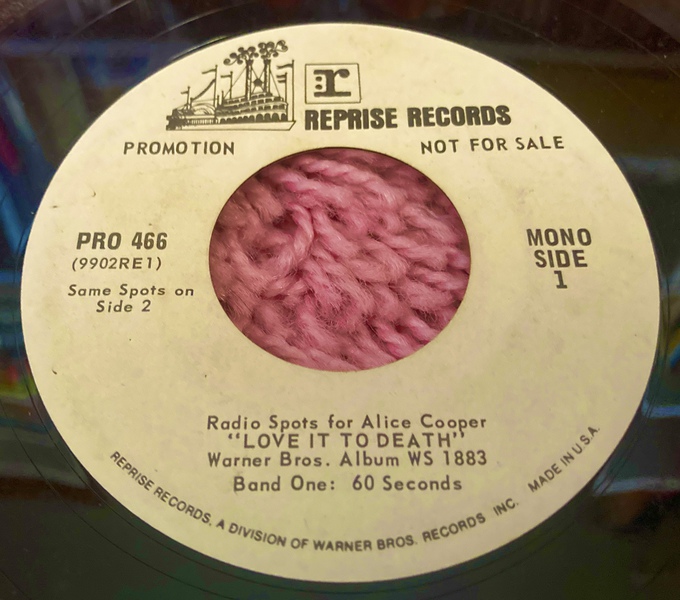 r
REPRISE RECORDS
PROMOTION
NOT FOR SALE
PRO 466
(9902RE1)
Same Spots on
Side 2
MONO
SIDE
1
Radio Spots for Alice Cooper
"LOVE IT TO DEATH"
Warner Bros. Album WS 1883
Band One: 60 Seconds
REPRISE RECORDS, A DIVISION OF WARNER BROS. RECORDS INC. MADE IN U.S.A.